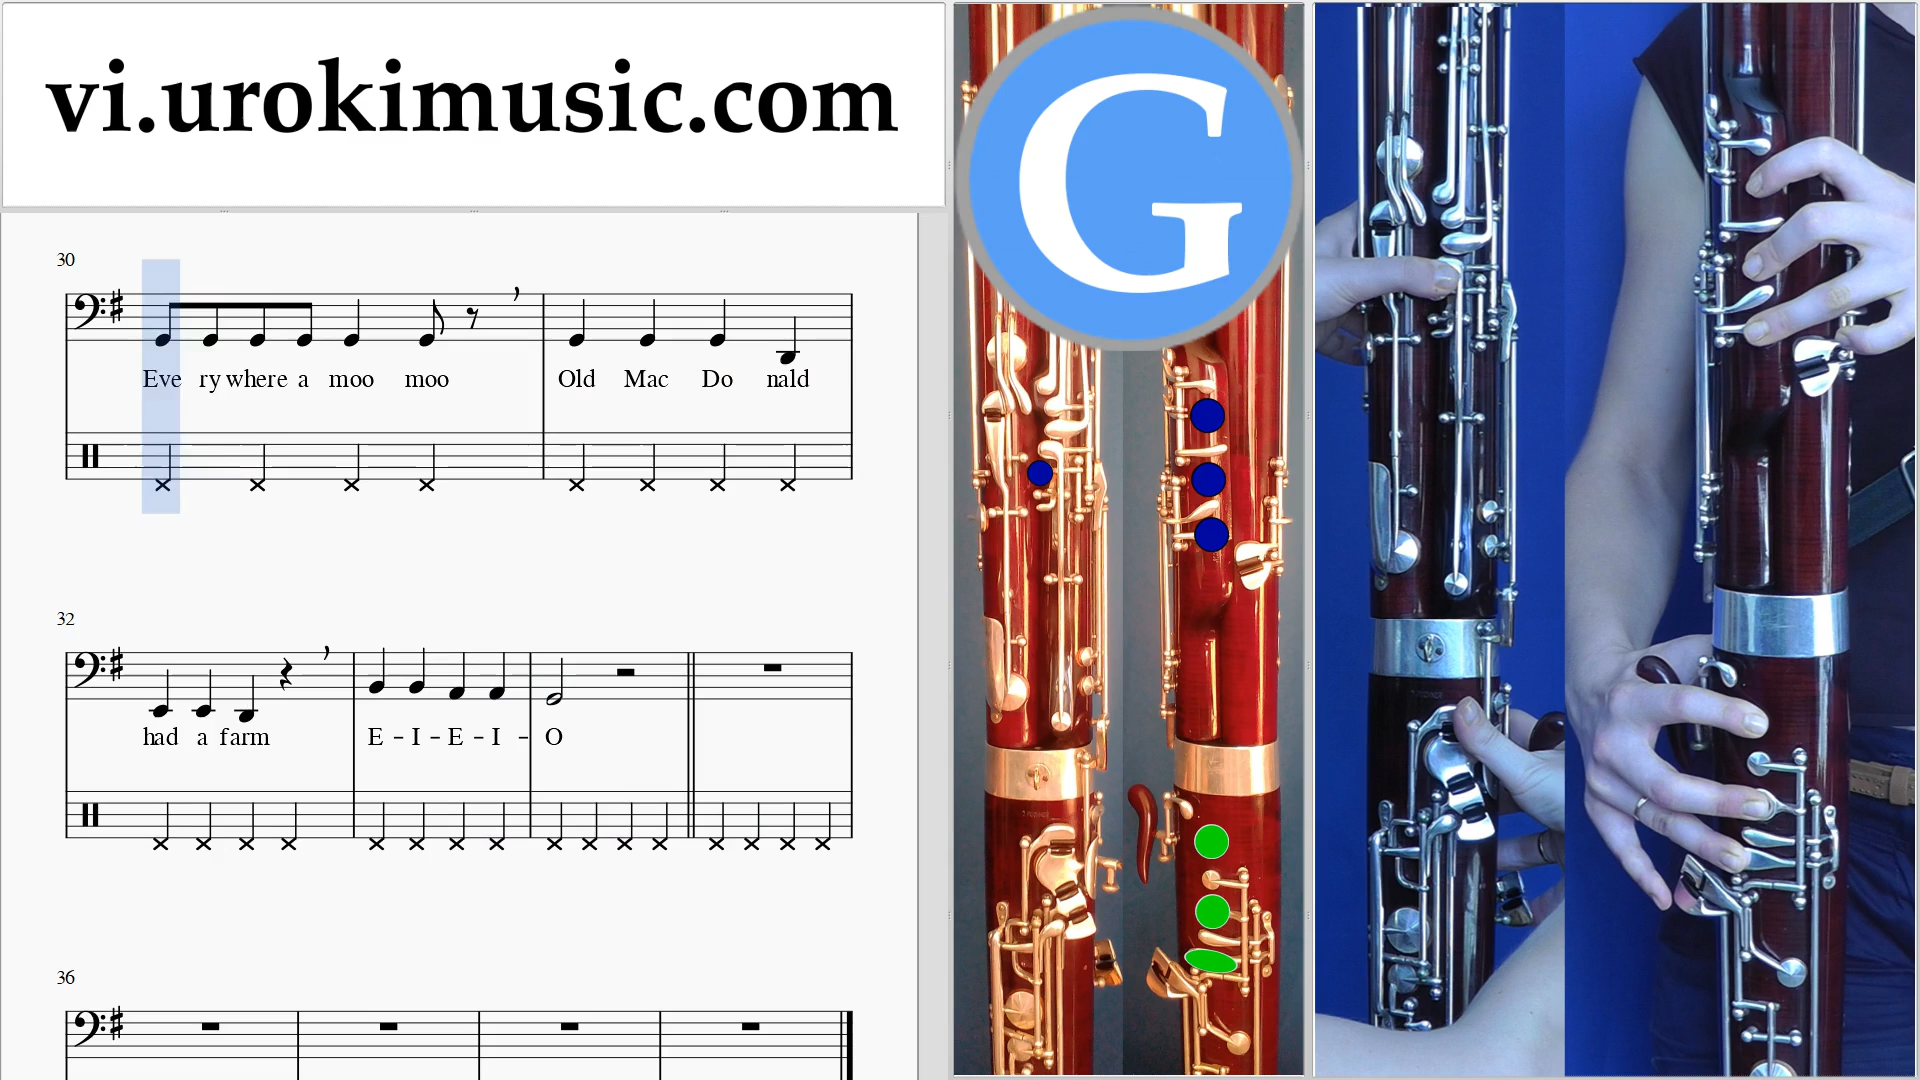 vi.urokimusic.com
G
30
Eve ry where a moo moo Old Mac Do nald
32
had a farm E - I - E - I - O
36